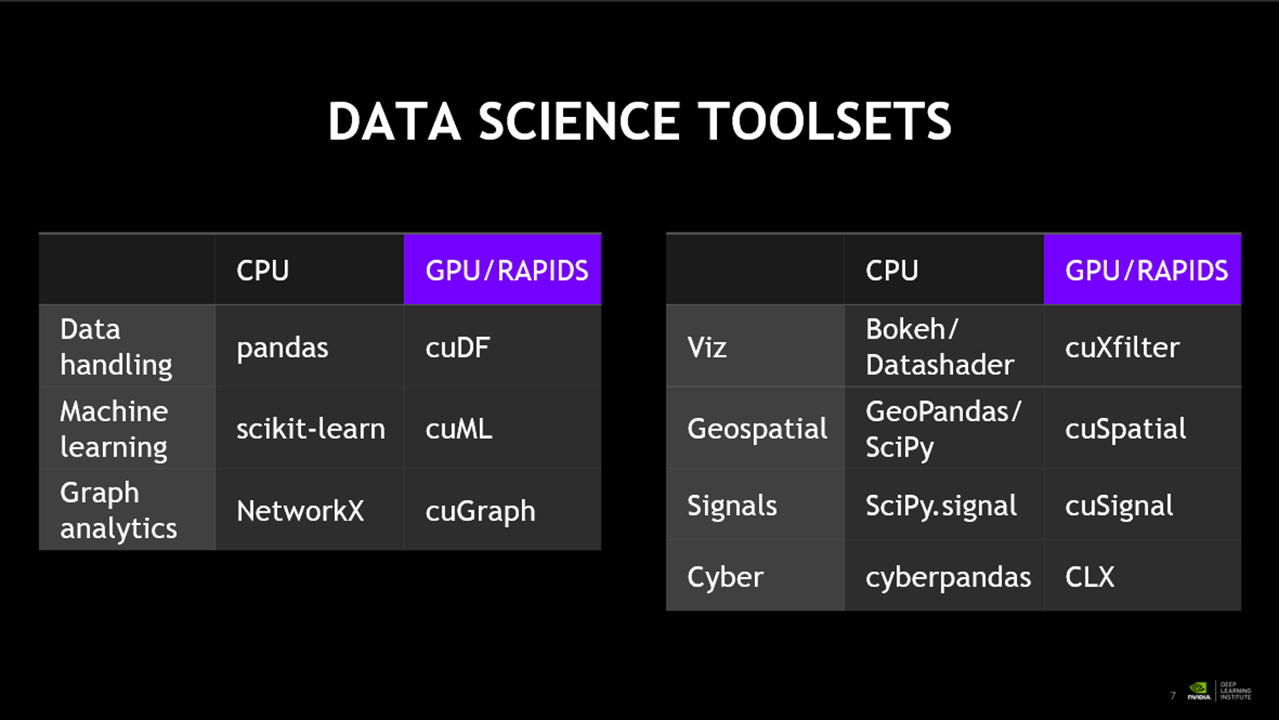 DATA SCIENCE TOOLSETS
CPU
GPU/RAPIDS
Data
handling
pandas
cuDF
Machine
learning
scikit-learn
cuML
Graph
analytics
NetworkX
cuGraph
CPU
GPU/RAPIDS
Viz
Bokeh/
Datashader
cuXfilter
Geospatial
GeoPandas/
SciPy
cuSpatial
Signals
SciPy.signal
cuSignal
Cyber
cyberpandas
CLX
7
NVIDIA.
DEEP
LEARNING
INSTITUTE